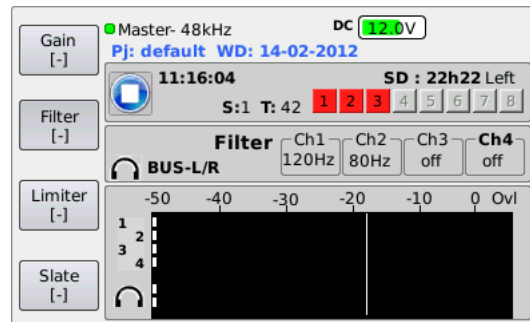 Gain
[-]
Filter
[-]
Limiter
[-]
Slate
[-]
Master- 48kHz
DC 12.0V
Pj: default WD: 14-02-2012
11:16:04
SD : 22h22 Left
S:1 T: 42 1 2 3 4 5 6 7 8
Filter Ch1 Ch2 Ch3 Ch4
BUS-L/R 120Hz 80Hz off off
-50 -40 -30 -20 -10 0 Ovl
1
2
3
4